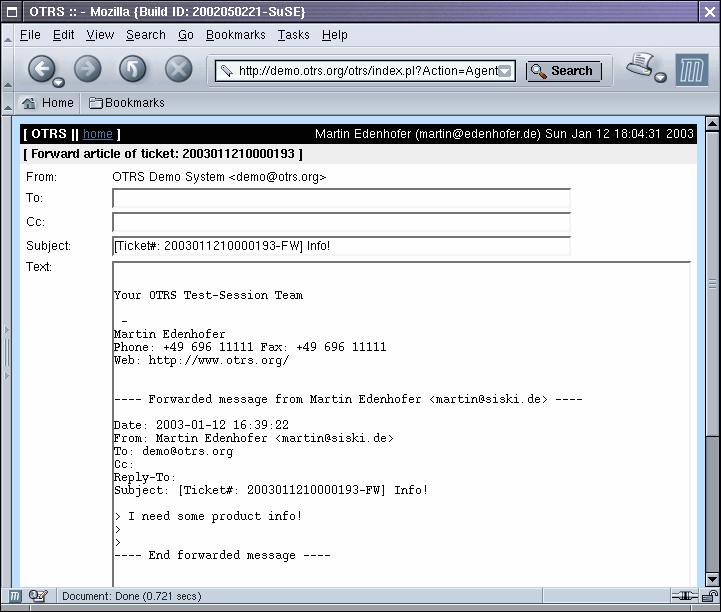 OTRS :: - Mozilla {Build ID: 2002050221-SuSE}
File Edit View Search Go Bookmarks Tasks Help
http://demo.otrs.org/otrs/index.pl?Action=Agent Search
Home Bookmarks
[ OTRS || home ] Martin Edenhofer (martin@edenhofer.de) Sun Jan 12 18:04:31 2003
[ Forward article of ticket: 2003011210000193 ]
From: OTRS Demo System <demo@otrs.org>
To:
Cc:
Subject: [Ticket#: 2003011210000193-FW] Info!
Text:
Your OTRS Test-Session Team
-
Martin Edenhofer
Phone: +49 696 11111 Fax: +49 696 11111
Web: http://www.otrs.org/
---- Forwarded message from Martin Edenhofer <martin@siski.de> ----
Date: 2003-01-12 16:39:22
From: Martin Edenhofer <martin@siski.de>
To: demo@otrs.org
Cc:
Reply-To:
Subject: [Ticket#: 2003011210000193-FW] Info!
> I need some product info!
>
>
---- End forwarded message ----
Document: Done (0.721 secs)